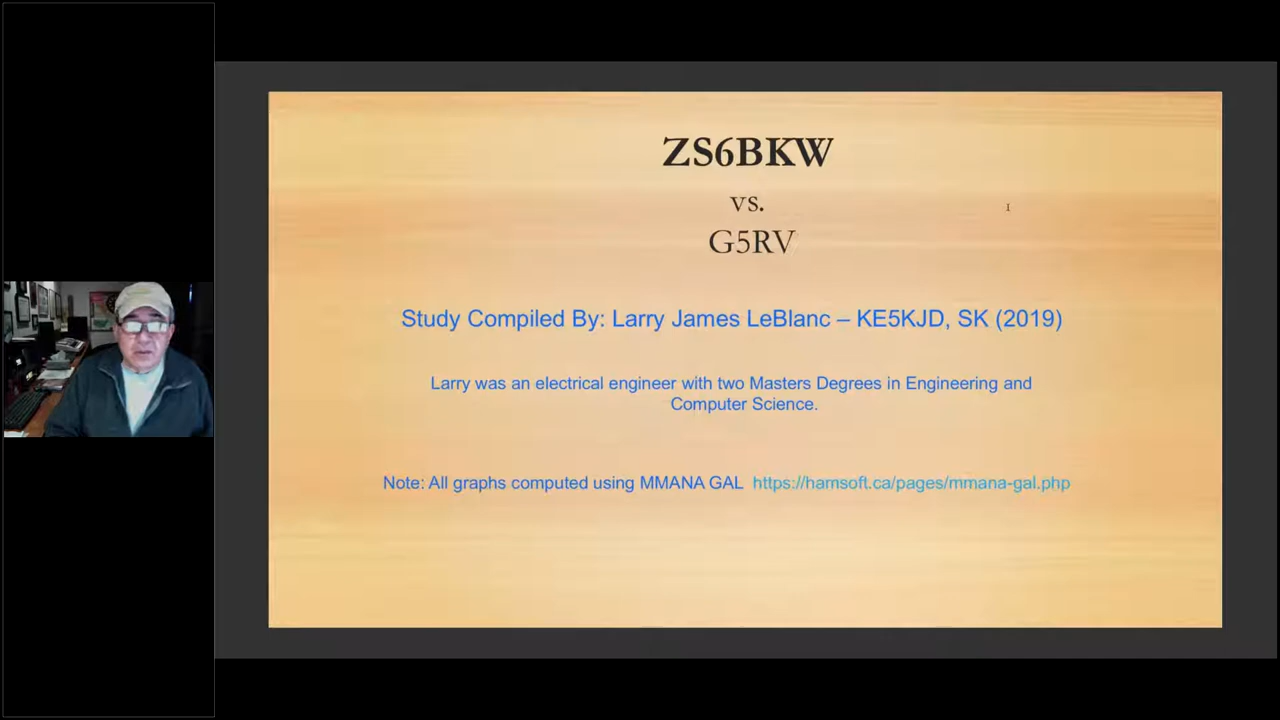 ZS6BKW
vs.
G5RV
Study Compiled By: Larry James LeBlanc – KE5KJD, SK (2019)
Larry was an electrical engineer with two Masters Degrees in Engineering and
Computer Science.
Note: All graphs computed using MMANA GAL https://hamsoft.ca/pages/mmana-gal.php